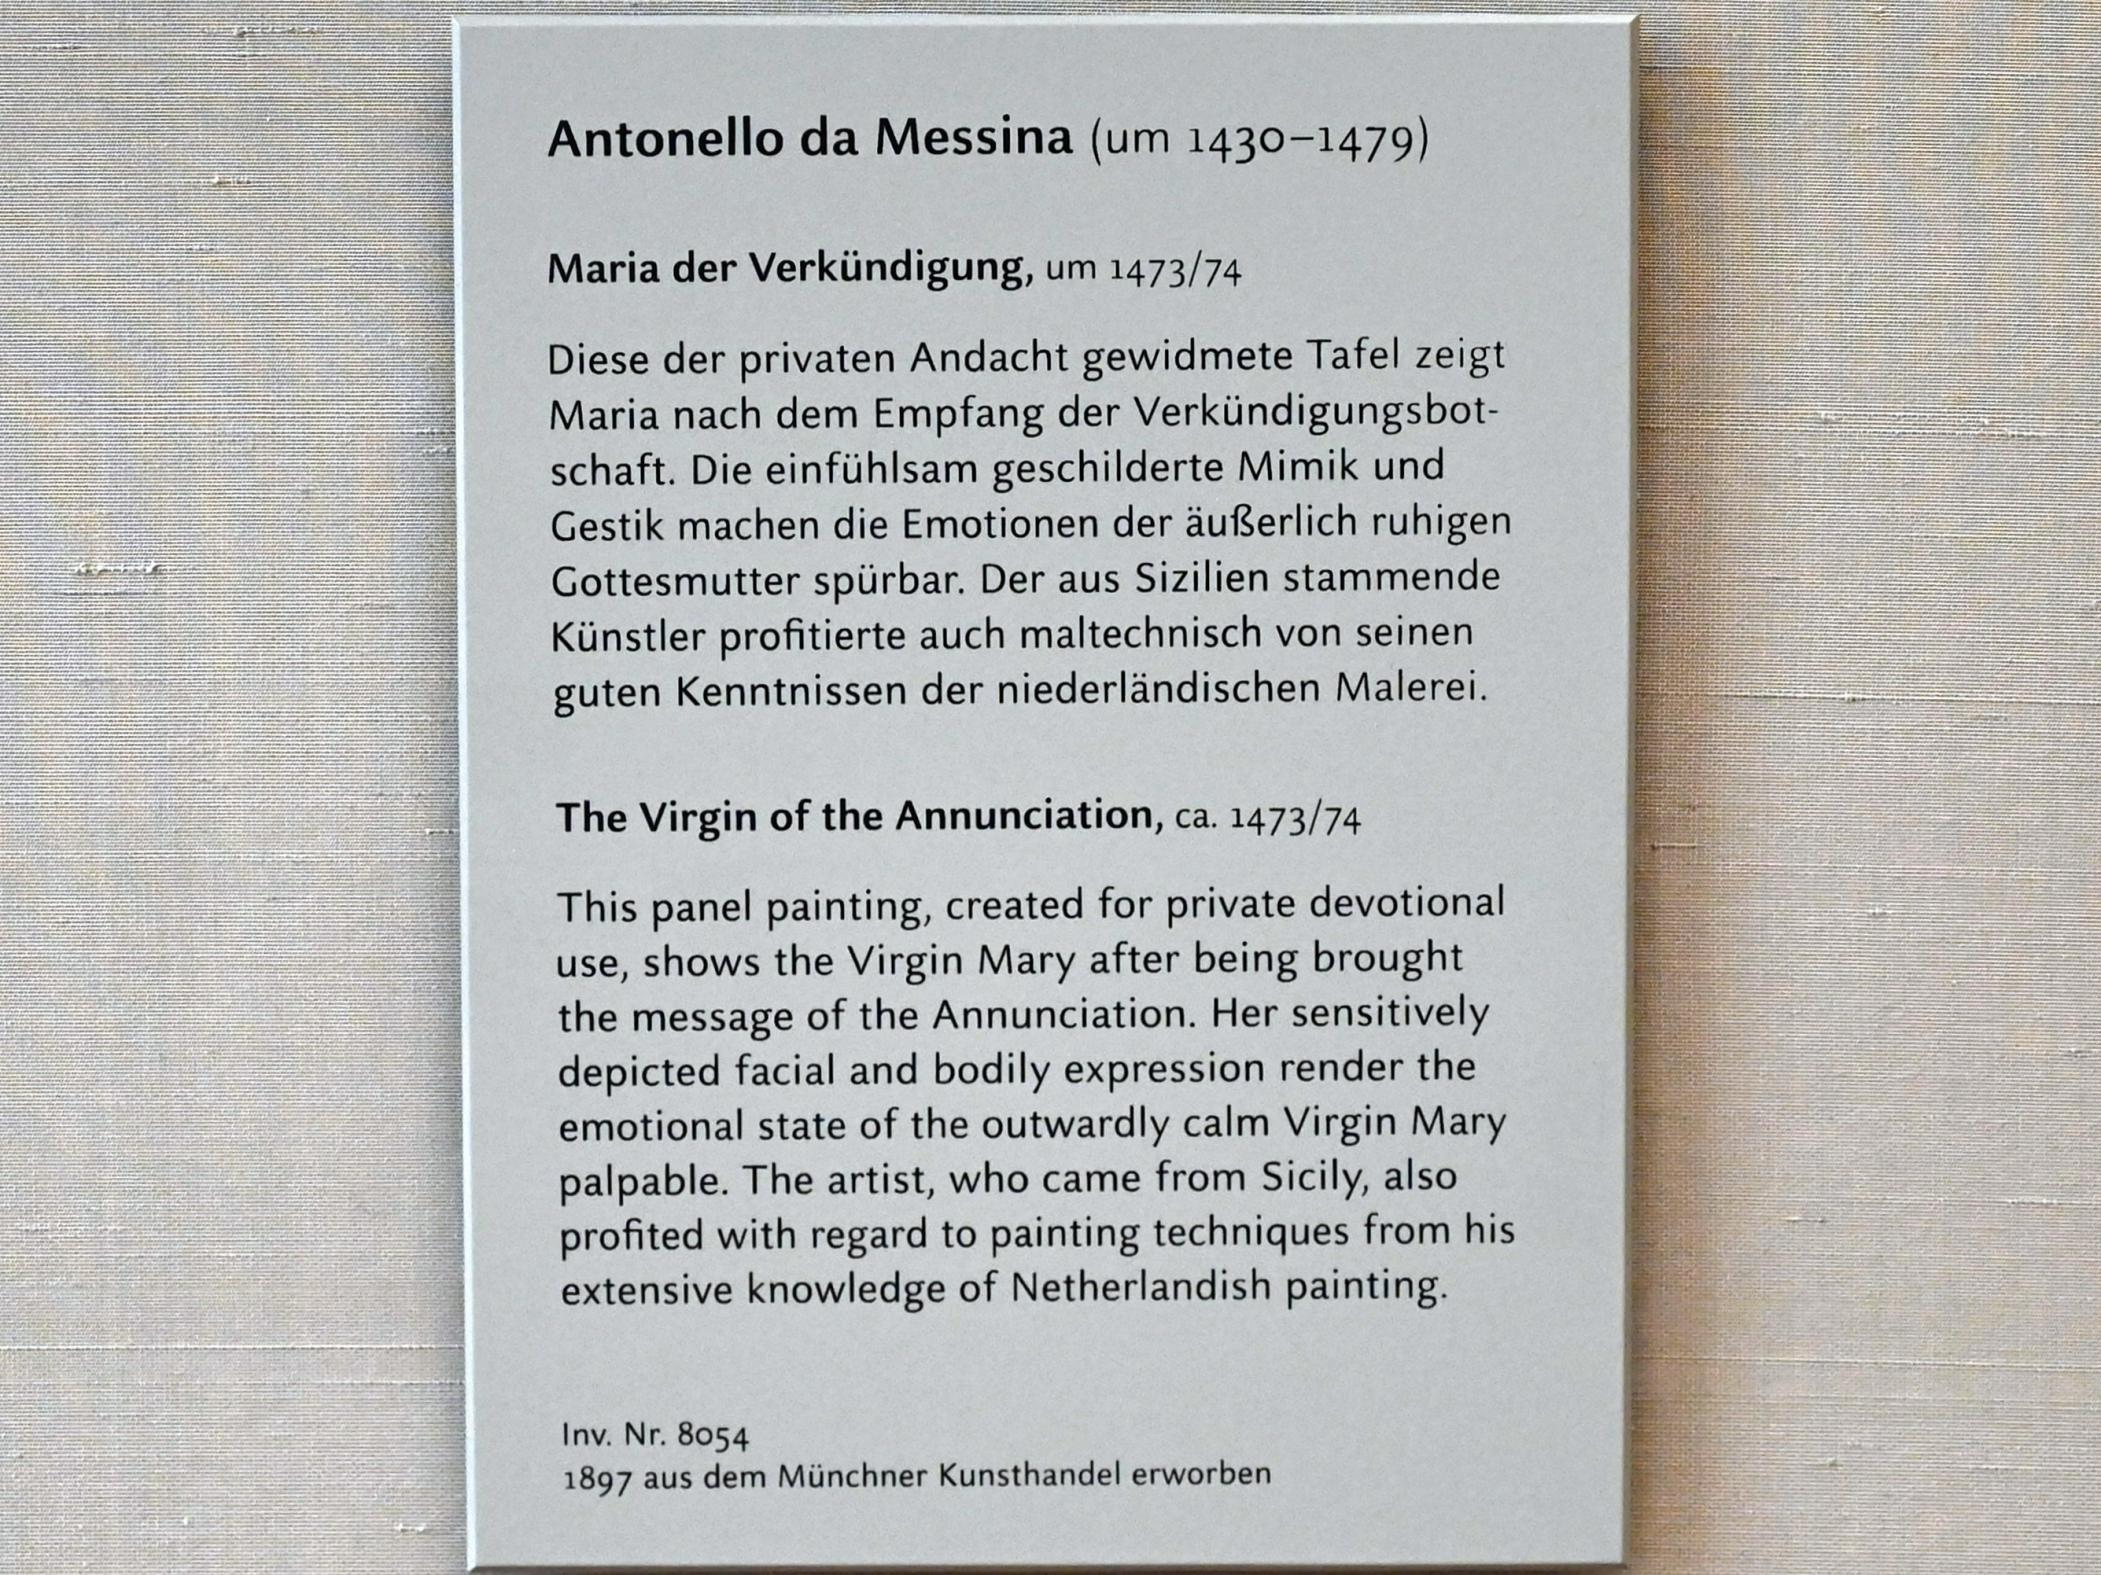 Antonello da Messina (um 1430–1479)
Maria der Verkündigung, um 1473/74
Diese der privaten Andacht gewidmete Tafel zeigt
Maria nach dem Empfang der Verkündigungsbot-
schaft. Die einfühlsam geschilderte Mimik und
Gestik machen die Emotionen der äußerlich ruhigen
Gottesmutter spürbar. Der aus Sizilien stammende
Künstler profitierte auch maltechnisch von seinen
guten Kenntnissen der niederländischen Malerei.
The Virgin of the Annunciation, ca. 1473/74
This panel painting, created for private devotional
use, shows the Virgin Mary after being brought
the message of the Annunciation. Her sensitively
depicted facial and bodily expression render the
emotional state of the outwardly calm Virgin Mary
palpable. The artist, who came from Sicily, also
profited with regard to painting techniques from his
extensive knowledge of Netherlandish painting.
Inv. Nr. 8054
1897 aus dem Münchner Kunsthandel erworben